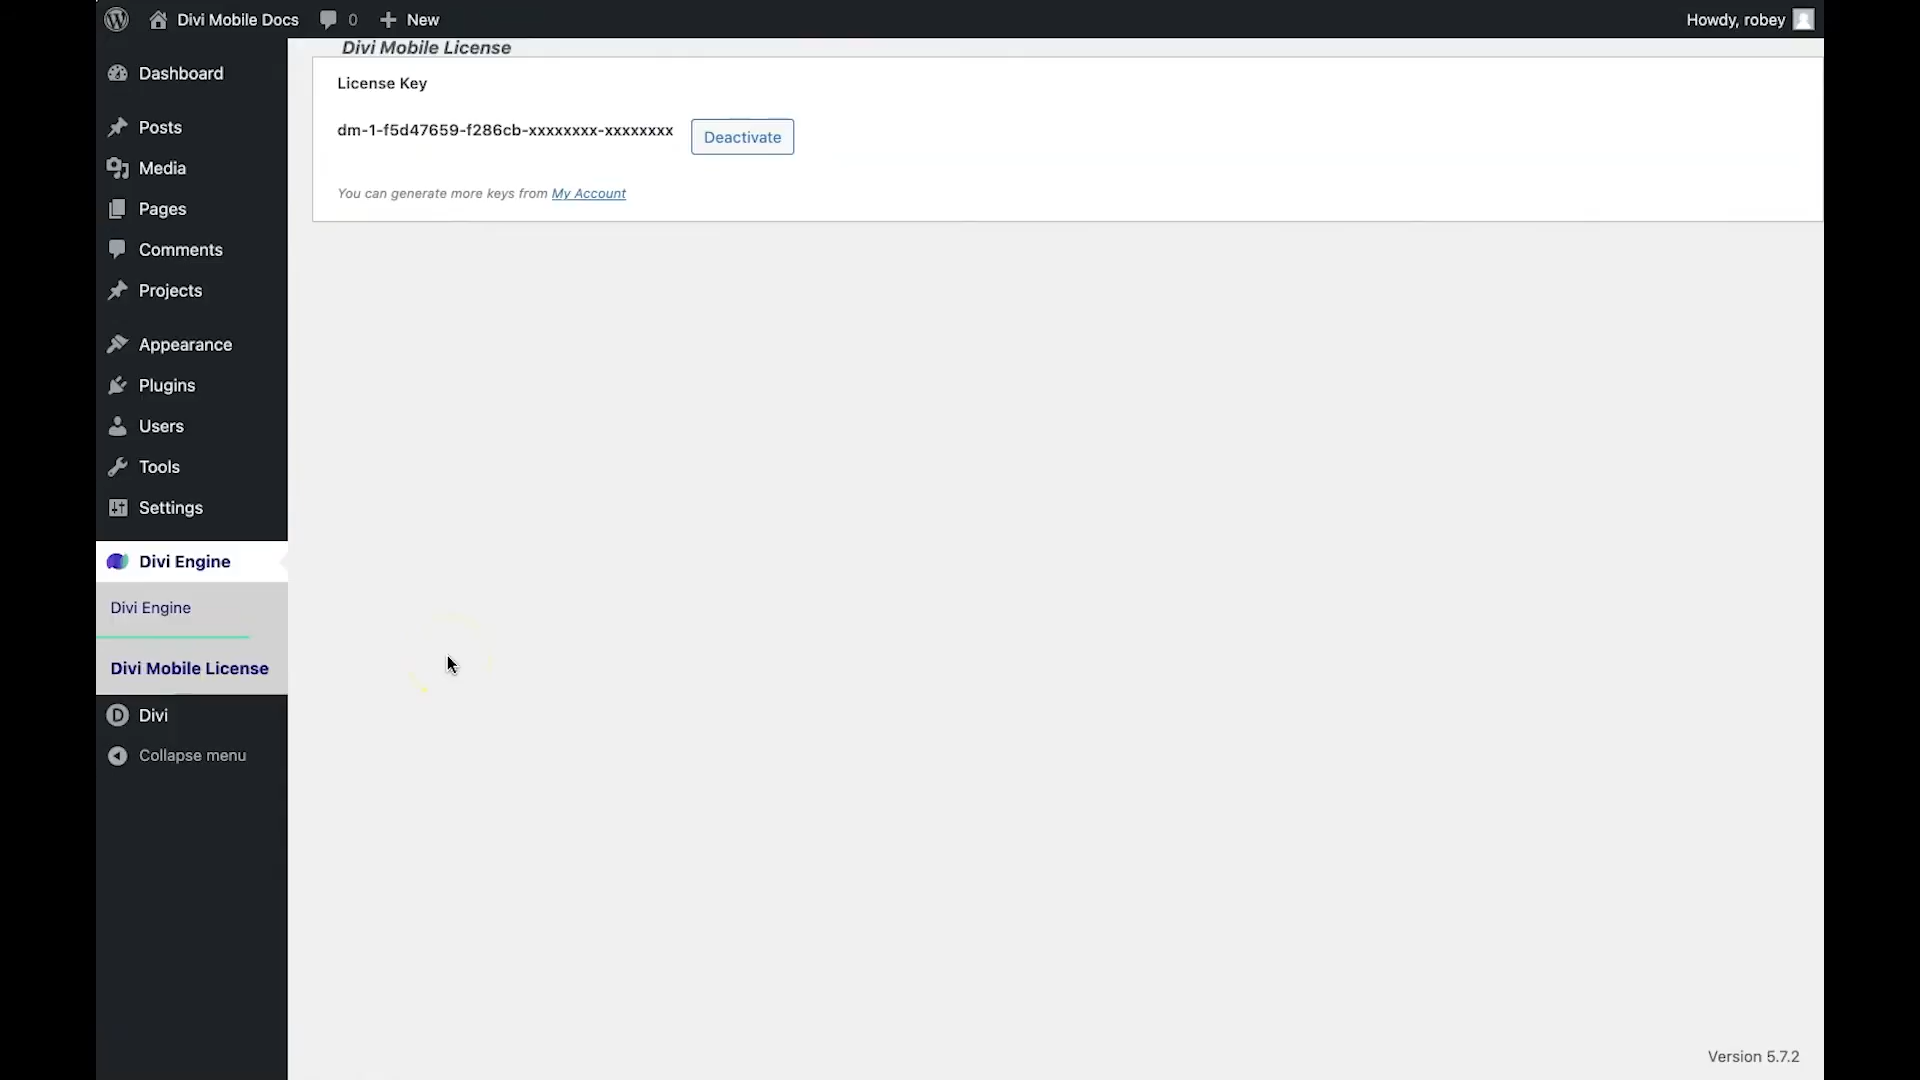 Divi Mobile Docs 0 New Howdy, robey
Dashboard
Posts
Media
Pages
Comments
Projects
Appearance
Plugins
Users
Tools
Settings
Divi Engine
Divi Engine
Divi Mobile License
Divi
Collapse menu
Divi Mobile License
License Key
dm-1-f5d47659-f286cb-xxxxxxxx-xxxxxxxx Deactivate
You can generate more keys from My Account
Version 5.7.2